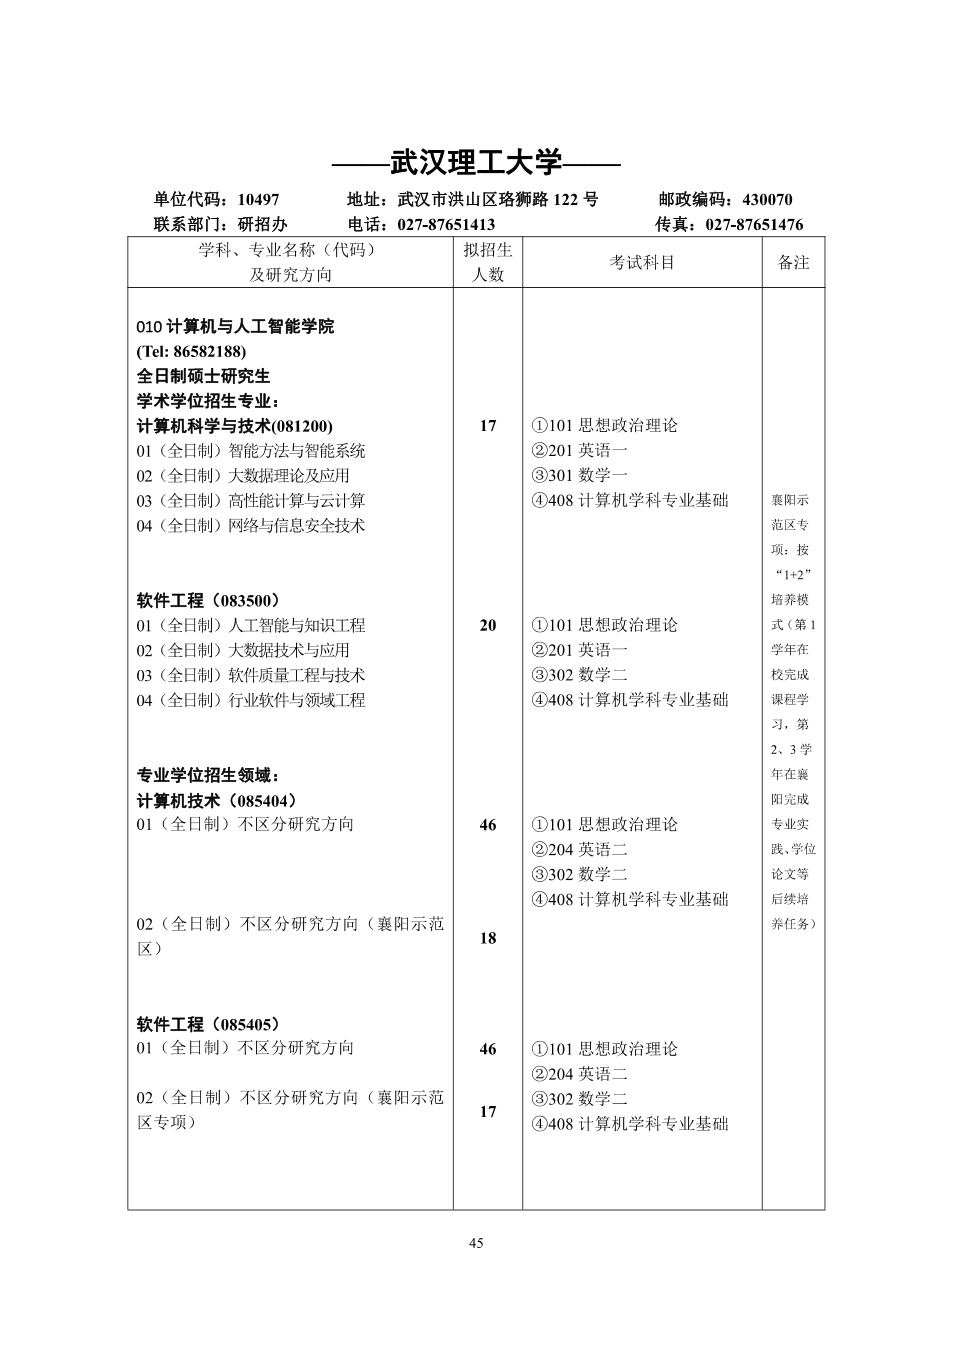 ——武汉理工大学——
单位代码：10497 地址：武汉市洪山区珞狮路 122 号 邮政编码：430070
联系部门：研招办 电话：027-87651413 传真：027-87651476
学科、专业名称（代码）
及研究方向
拟招生
人数
考试科目
备注
010 计算机与人工智能学院
(Tel: 86582188)
全日制硕士研究生
学术学位招生专业：
计算机科学与技术(081200) 17 ①101 思想政治理论
01（全日制）智能方法与智能系统 ②201 英语一
02（全日制）大数据理论及应用 ③301 数学一
03（全日制）高性能计算与云计算 ④408 计算机学科专业基础
04（全日制）网络与信息安全技术
软件工程（083500）
01（全日制）人工智能与知识工程 20 ①101 思想政治理论
02（全日制）大数据技术与应用 ②201 英语一
03（全日制）软件质量工程与技术 ③302 数学二
04（全日制）行业软件与领域工程 ④408 计算机学科专业基础
专业学位招生领域：
计算机技术（085404）
01（全日制）不区分研究方向 46 ①101 思想政治理论
②204 英语二
③302 数学二
④408 计算机学科专业基础
02（全日制）不区分研究方向（襄阳示范
区）
18
软件工程（085405）
01（全日制）不区分研究方向 46 ①101 思想政治理论
②204 英语二
02（全日制）不区分研究方向（襄阳示范 ③302 数学二
区专项） 17 ④408 计算机学科专业基础
襄阳示
范区专
项：按
“1+2”
培养模
式（第 1
学年在
校完成
课程学
习，第
2、3 学
年在襄
阳完成
专业实
践、学位
论文等
后续培
养任务）
45